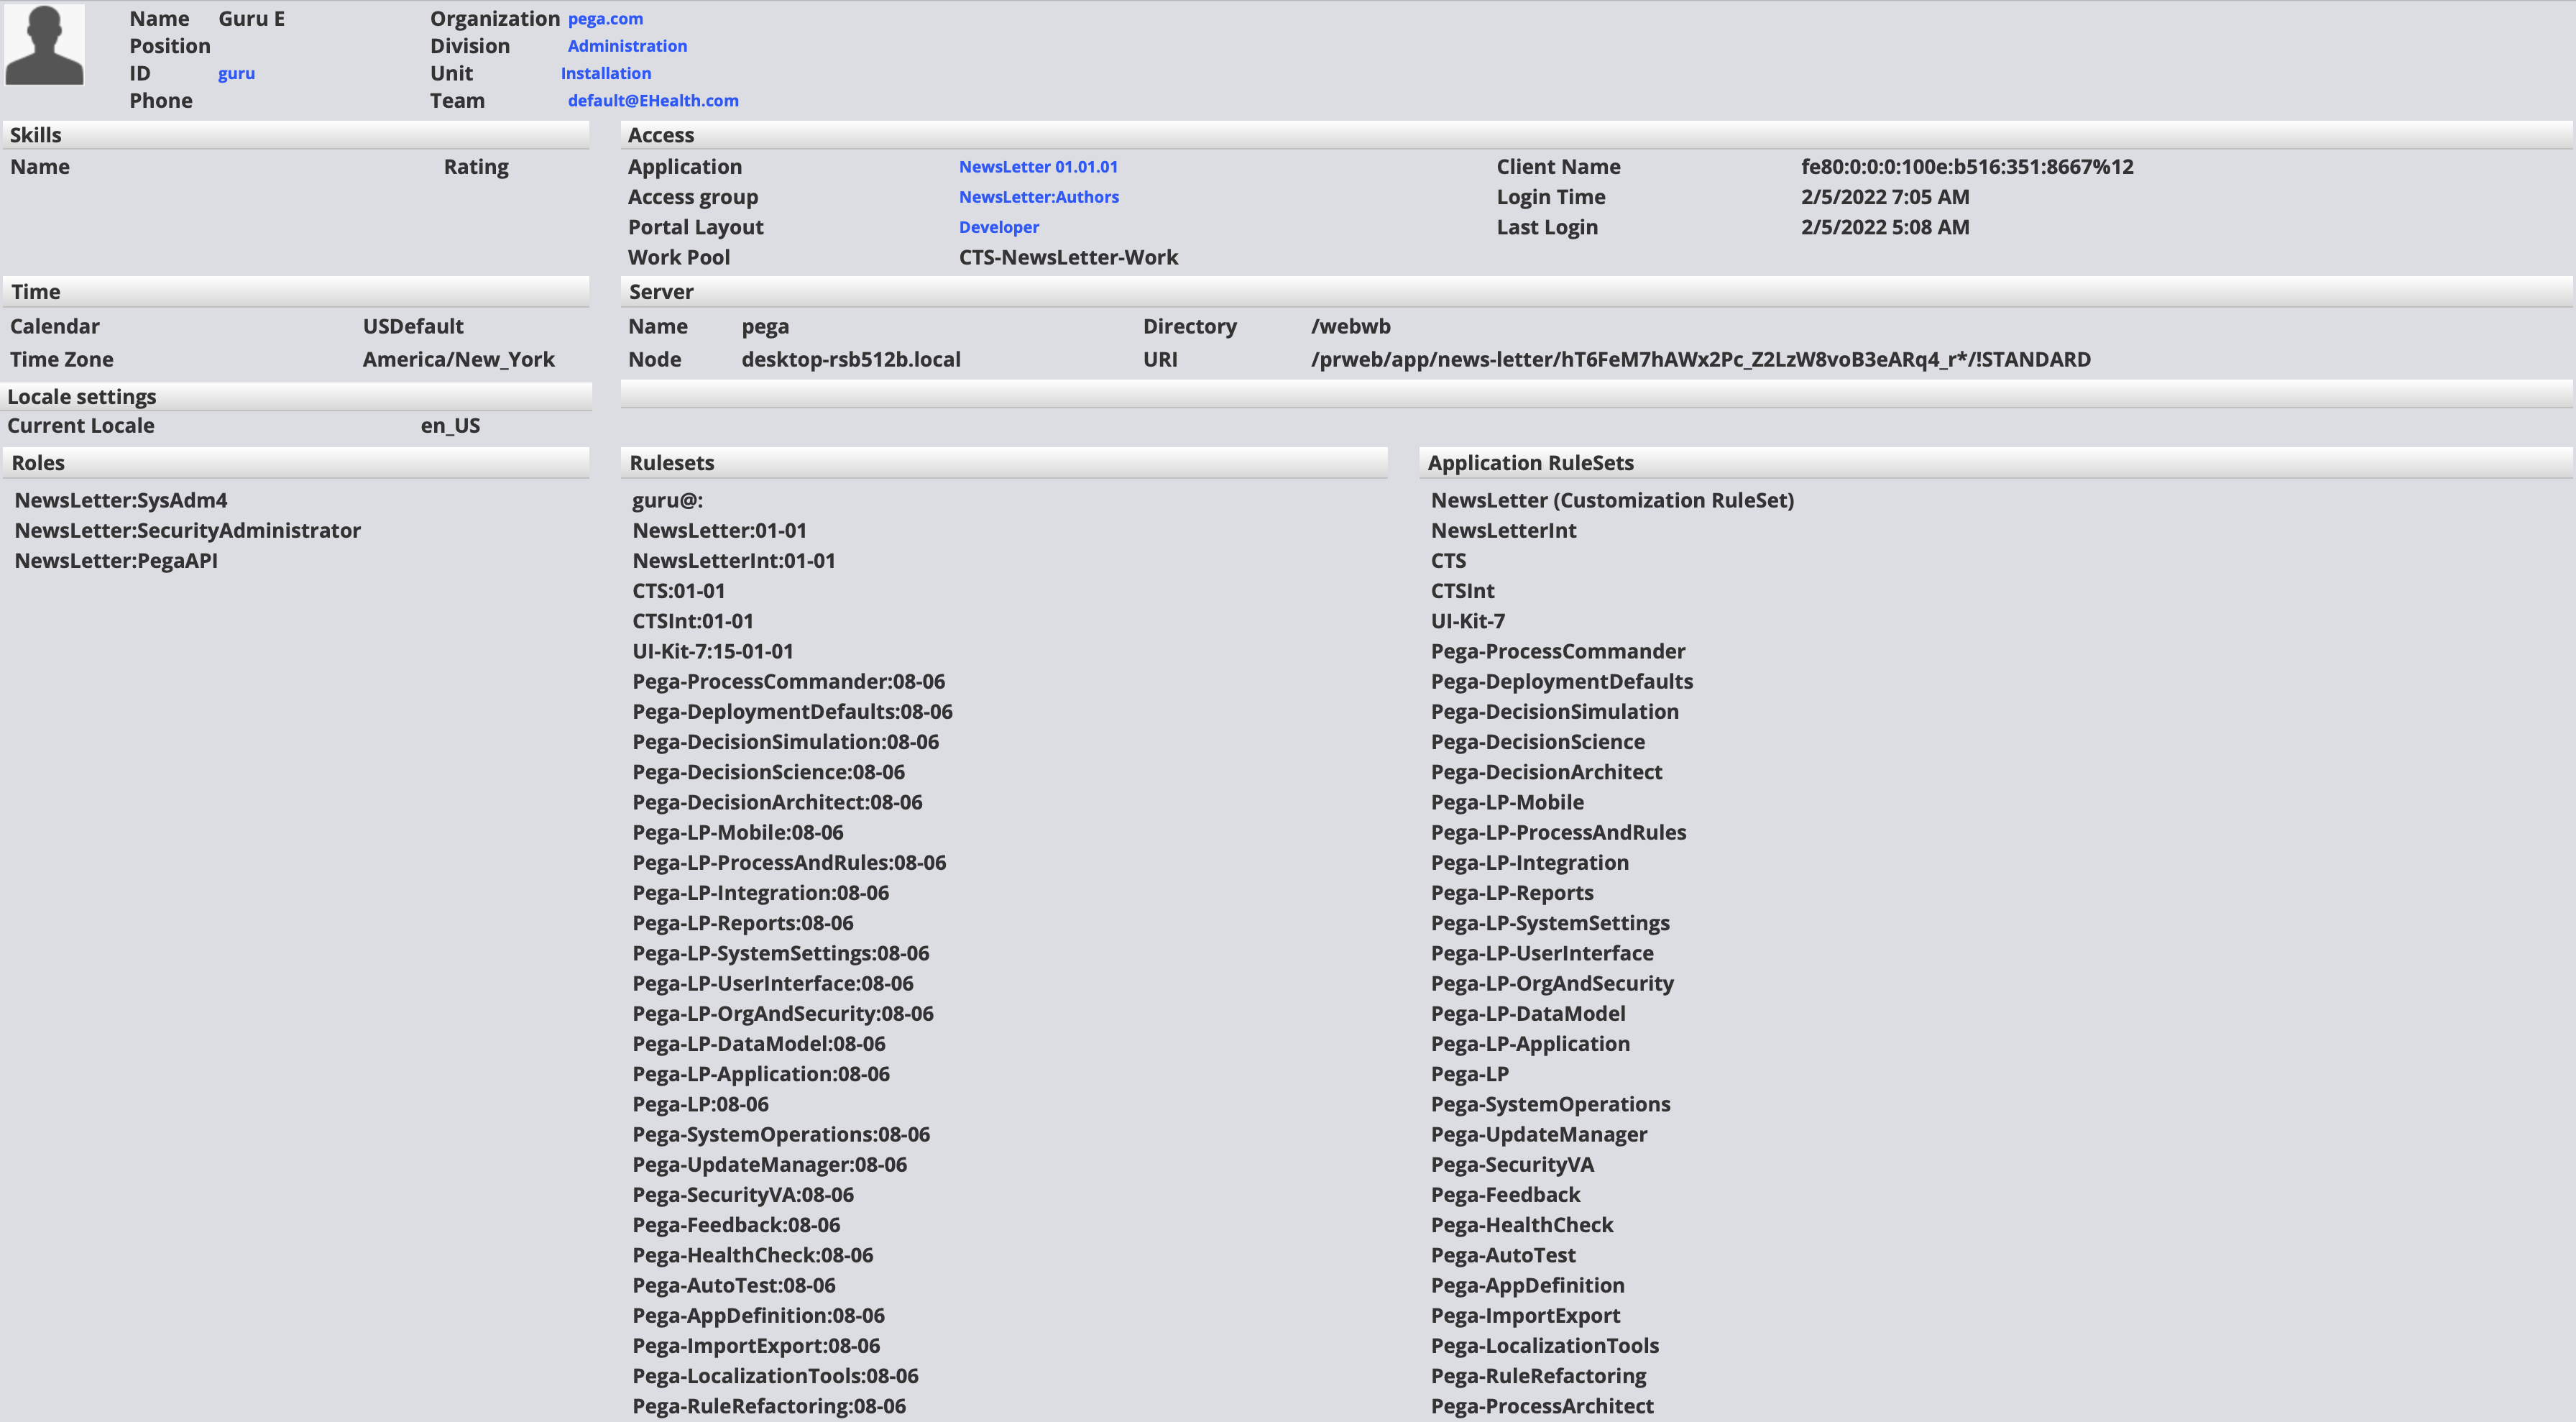 Name Guru E Organization pega.com
Position Division Administration
ID guru Unit Installation
Phone Team default@EHealth.com
Skills
Name Rating
Access
Application NewsLetter 01.01.01 Client Name fe80:0:0:0:100e:b516:351:8667%12
Access group NewsLetter:Authors Login Time 2/5/2022 7:05 AM
Portal Layout Developer Last Login 2/5/2022 5:08 AM
Work Pool CTS-NewsLetter-Work
Time
Calendar USDefault
Time Zone America/New_York
Server
Name pega Directory /webwb
Node desktop-rsb512b.local URI /prweb/app/news-letter/hT6FeM7hAWx2Pc_Z2LzW8voB3eARq4_r*/!STANDARD
Locale settings
Current Locale en_US
Roles
NewsLetter:SysAdm4
NewsLetter:SecurityAdministrator
NewsLetter:PegaAPI
Rulesets
guru@:
NewsLetter:01-01
NewsLetterInt:01-01
CTS:01-01
CTSInt:01-01
UI-Kit-7:15-01-01
Pega-ProcessCommander:08-06
Pega-DeploymentDefaults:08-06
Pega-DecisionSimulation:08-06
Pega-DecisionScience:08-06
Pega-DecisionArchitect:08-06
Pega-LP-Mobile:08-06
Pega-LP-ProcessAndRules:08-06
Pega-LP-Integration:08-06
Pega-LP-Reports:08-06
Pega-LP-SystemSettings:08-06
Pega-LP-UserInterface:08-06
Pega-LP-OrgAndSecurity:08-06
Pega-LP-DataModel:08-06
Pega-LP-Application:08-06
Pega-LP:08-06
Pega-SystemOperations:08-06
Pega-UpdateManager:08-06
Pega-SecurityVA:08-06
Pega-Feedback:08-06
Pega-HealthCheck:08-06
Pega-AutoTest:08-06
Pega-AppDefinition:08-06
Pega-ImportExport:08-06
Pega-LocalizationTools:08-06
Pega-RuleRefactoring:08-06
Application RuleSets
NewsLetter (Customization RuleSet)
NewsLetterInt
CTS
CTSInt
UI-Kit-7
Pega-ProcessCommander
Pega-DeploymentDefaults
Pega-DecisionSimulation
Pega-DecisionScience
Pega-DecisionArchitect
Pega-LP-Mobile
Pega-LP-ProcessAndRules
Pega-LP-Integration
Pega-LP-Reports
Pega-LP-SystemSettings
Pega-LP-UserInterface
Pega-LP-OrgAndSecurity
Pega-LP-DataModel
Pega-LP-Application
Pega-LP
Pega-SystemOperations
Pega-UpdateManager
Pega-SecurityVA
Pega-Feedback
Pega-HealthCheck
Pega-AutoTest
Pega-AppDefinition
Pega-ImportExport
Pega-LocalizationTools
Pega-RuleRefactoring
Pega-ProcessArchitect